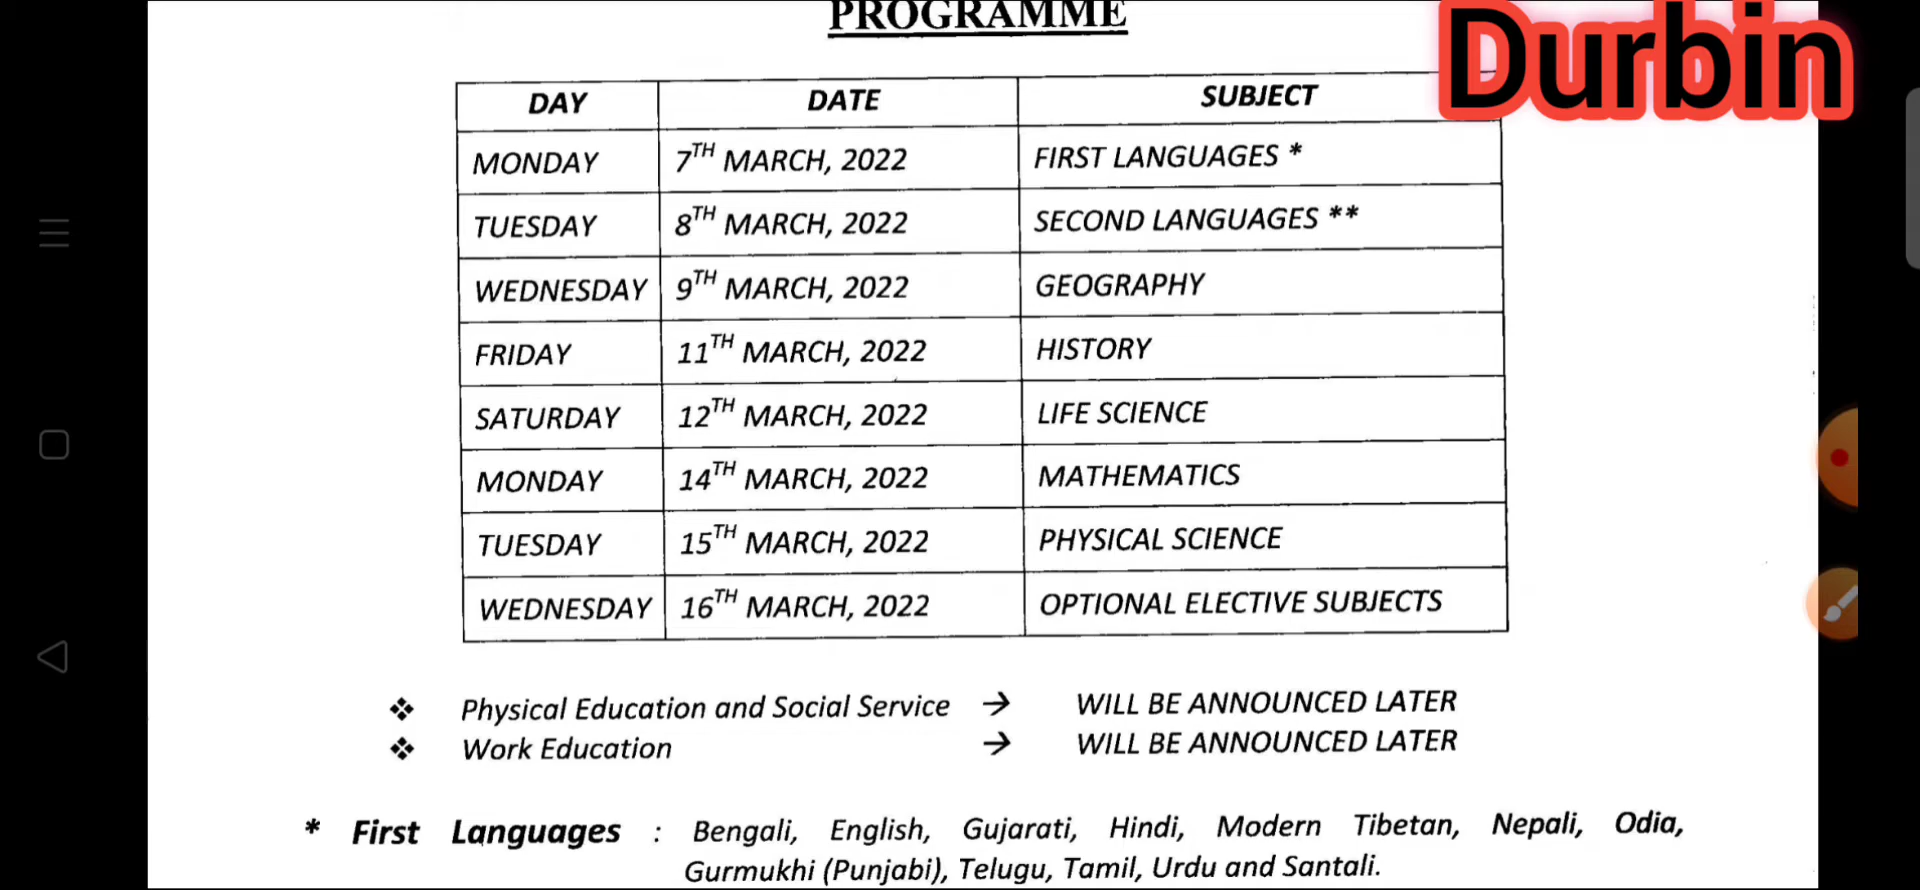 PROGRAMME
Durbin
DAY DATE SUBJECT
MONDAY 7TH MARCH, 2022 FIRST LANGUAGES *
TUESDAY 8TH MARCH, 2022 SECOND LANGUAGES **
WEDNESDAY 9TH MARCH, 2022 GEOGRAPHY
FRIDAY 11TH MARCH, 2022 HISTORY
SATURDAY 12TH MARCH, 2022 LIFE SCIENCE
MONDAY 14TH MARCH, 2022 MATHEMATICS
TUESDAY 15TH MARCH, 2022 PHYSICAL SCIENCE
WEDNESDAY 16TH MARCH, 2022 OPTIONAL ELECTIVE SUBJECTS
❖ Physical Education and Social Service → WILL BE ANNOUNCED LATER
❖ Work Education → WILL BE ANNOUNCED LATER
* First Languages : Bengali, English, Gujarati, Hindi, Modern Tibetan, Nepali, Odia,
Gurmukhi (Punjabi), Telugu, Tamil, Urdu and Santali.